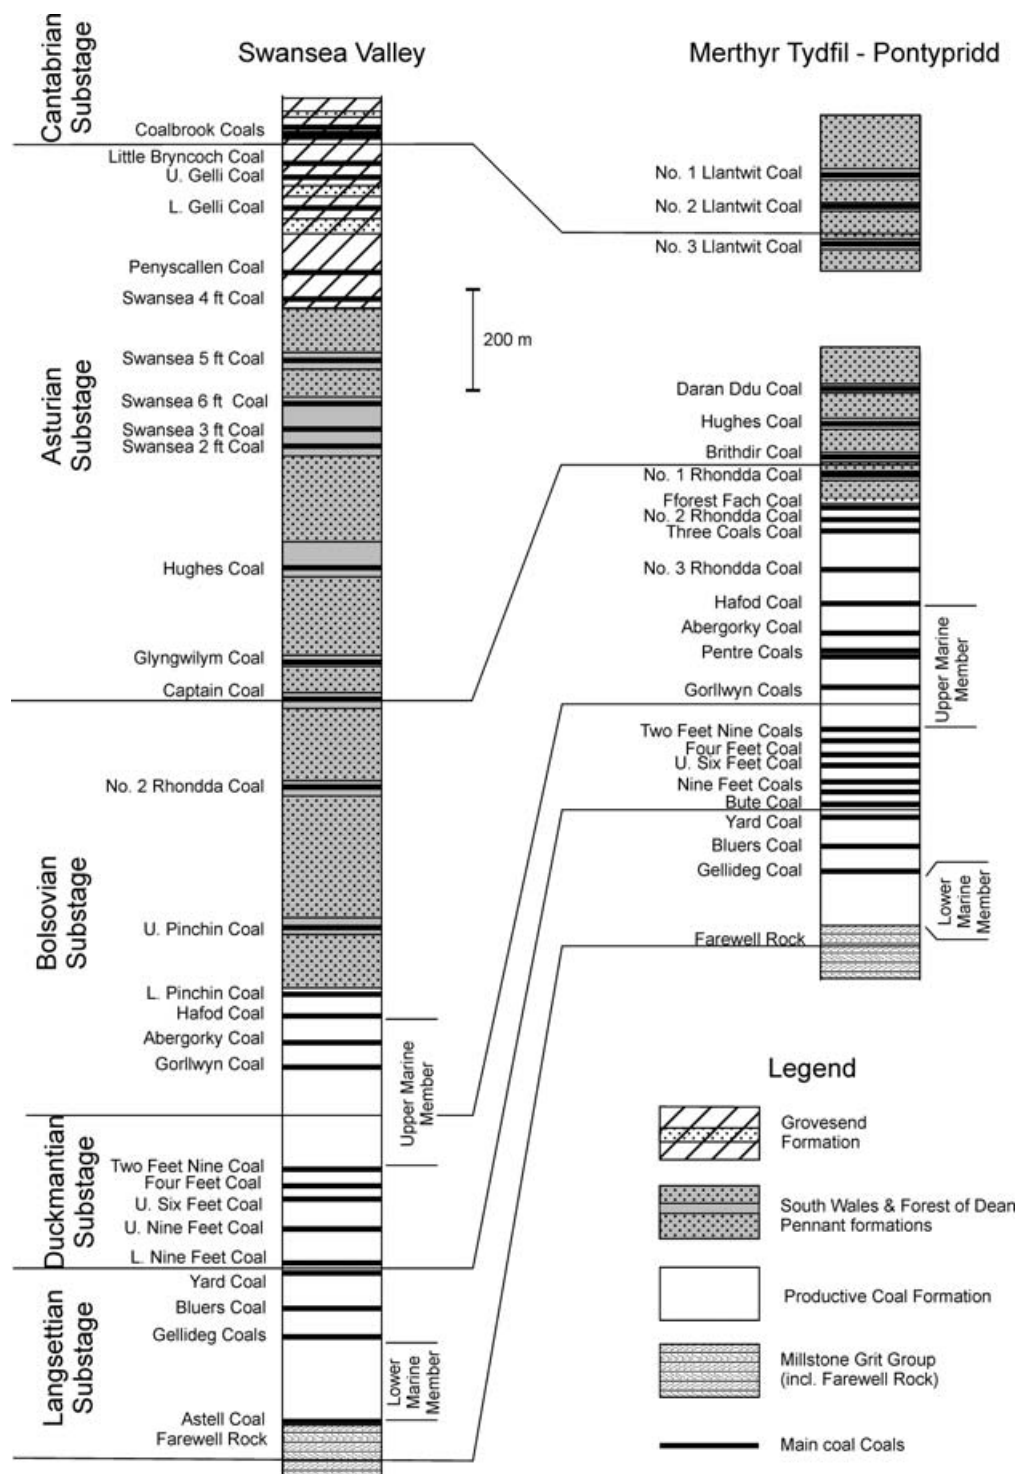 Swansea Valley
Merthyr Tydfil - Pontypridd
Cantabrian
Substage
Asturian
Substage
Bolsovian
Substage
Duckmantian
Substage
Langsettian
Substage
Coalbrook Coals
Little Bryncoch Coal
U. Gelli Coal
L. Gelli Coal
Penyscallen Coal
Swansea 4 ft Coal
Swansea 5 ft Coal
Swansea 6 ft Coal
Swansea 3 ft Coal
Swansea 2 ft Coal
Hughes Coal
Glyngwilym Coal
Captain Coal
No. 2 Rhondda Coal
U. Pinchin Coal
L. Pinchin Coal
Hafod Coal
Abergorky Coal
Gorllwyn Coal
Two Feet Nine Coal
Four Feet Coal
U. Six Feet Coal
U. Nine Feet Coal
L. Nine Feet Coal
Yard Coal
Bluers Coal
Gellideg Coals
Astell Coal
Farewell Rock
Upper Marine
Member
Lower
Marine
Member
200 m
No. 1 Llantwit Coal
No. 2 Llantwit Coal
No. 3 Llantwit Coal
Daran Ddu Coal
Hughes Coal
Brithdir Coal
No. 1 Rhondda Coal
Fforest Fach Coal
No. 2 Rhondda Coal
Three Coals Coal
No. 3 Rhondda Coal
Hafod Coal
Abergorky Coal
Pentre Coals
Gorllwyn Coals
Two Feet Nine Coals
Four Feet Coal
U. Six Feet Coal
Nine Feet Coals
Bute Coal
Yard Coal
Bluers Coal
Gellideg Coal
Farewell Rock
Upper Marine
Member
Lower
Marine
Member
Legend
Grovesend
Formation
South Wales & Forest of Dean
Pennant formations
Productive Coal Formation
Millstone Grit Group
(incl. Farewell Rock)
Main coal Coals